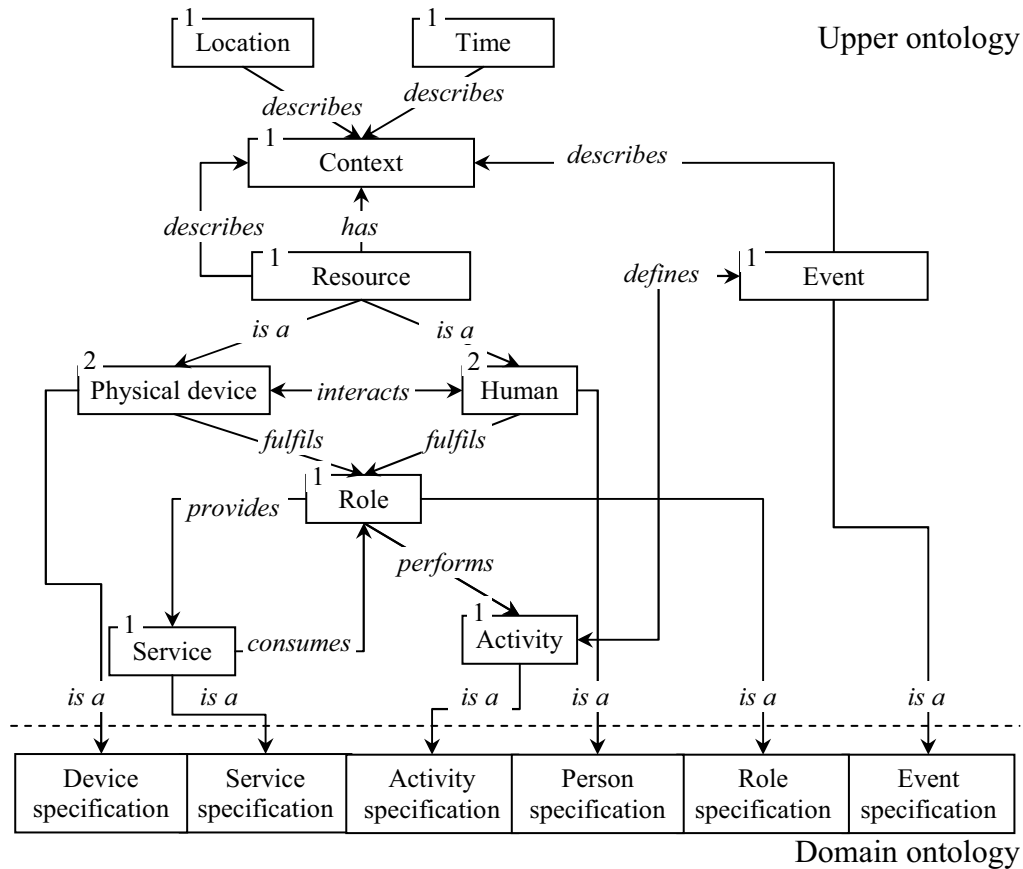 1
Location
1
Time
Upper ontology
describes
describes
1
Context
describes
describes
has
1
Resource
defines
1
Event
is a
is a
2
Physical device
interacts
2
Human
fulfils
fulfils
1
Role
provides
performs
1
Service
consumes
1
Activity
is a
is a
is a
is a
is a
is a
Device
specification
Service
specification
Activity
specification
Person
specification
Role
specification
Event
specification
Domain ontology